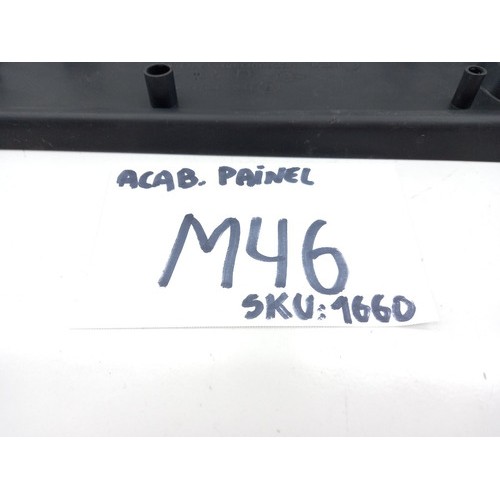 ACAB. PAINEL
M46
SKU: 1660